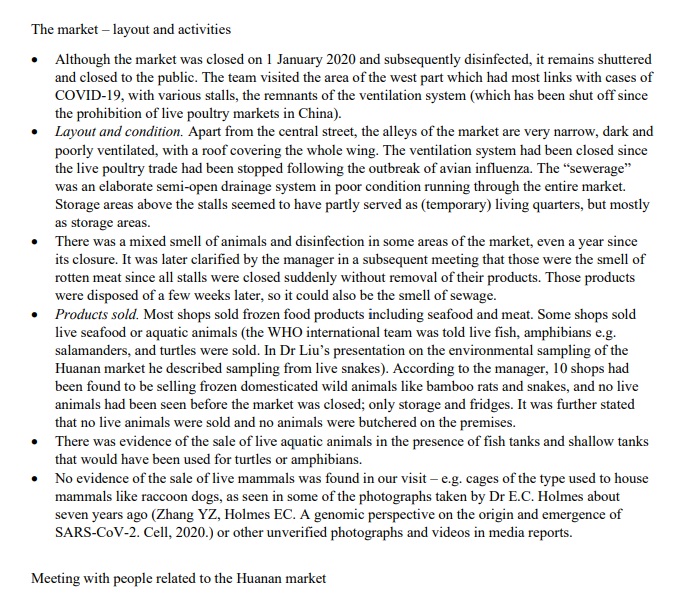 The market – layout and activities
• Although the market was closed on 1 January 2020 and subsequently disinfected, it remains shuttered
and closed to the public. The team visited the area of the west part which had most links with cases of
COVID-19, with various stalls, the remnants of the ventilation system (which has been shut off since
the prohibition of live poultry markets in China).
• Layout and condition. Apart from the central street, the alleys of the market are very narrow, dark and
poorly ventilated, with a roof covering the whole wing. The ventilation system had been closed since
the live poultry trade had been stopped following the outbreak of avian influenza. The “sewerage”
was an elaborate semi-open drainage system in poor condition running through the entire market.
Storage areas above the stalls seemed to have partly served as (temporary) living quarters, but mostly
as storage areas.
• There was a mixed smell of animals and disinfection in some areas of the market, even a year since
its closure. It was later clarified by the manager in a subsequent meeting that those were the smell of
rotten meat since all stalls were closed suddenly without removal of their products. Those products
were disposed of a few weeks later, so it could also be the smell of sewage.
• Products sold. Most shops sold frozen food products including seafood and meat. Some shops sold
live seafood or aquatic animals (the WHO international team was told live fish, amphibians e.g.
salamanders, and turtles were sold. In Dr Liu’s presentation on the environmental sampling of the
Huanan market he described sampling from live snakes). According to the manager, 10 shops had
been found to be selling frozen domesticated wild animals like bamboo rats and snakes, and no live
animals had been seen before the market was closed; only storage and fridges. It was further stated
that no live animals were sold and no animals were butchered on the premises.
• There was evidence of the sale of live aquatic animals in the presence of fish tanks and shallow tanks
that would have been used for turtles or amphibians.
• No evidence of the sale of live mammals was found in our visit – e.g. cages of the type used to house
mammals like raccoon dogs, as seen in some of the photographs taken by Dr E.C. Holmes about
seven years ago (Zhang YZ, Holmes EC. A genomic perspective on the origin and emergence of
SARS-CoV-2. Cell, 2020.) or other unverified photographs and videos in media reports.
Meeting with people related to the Huanan market